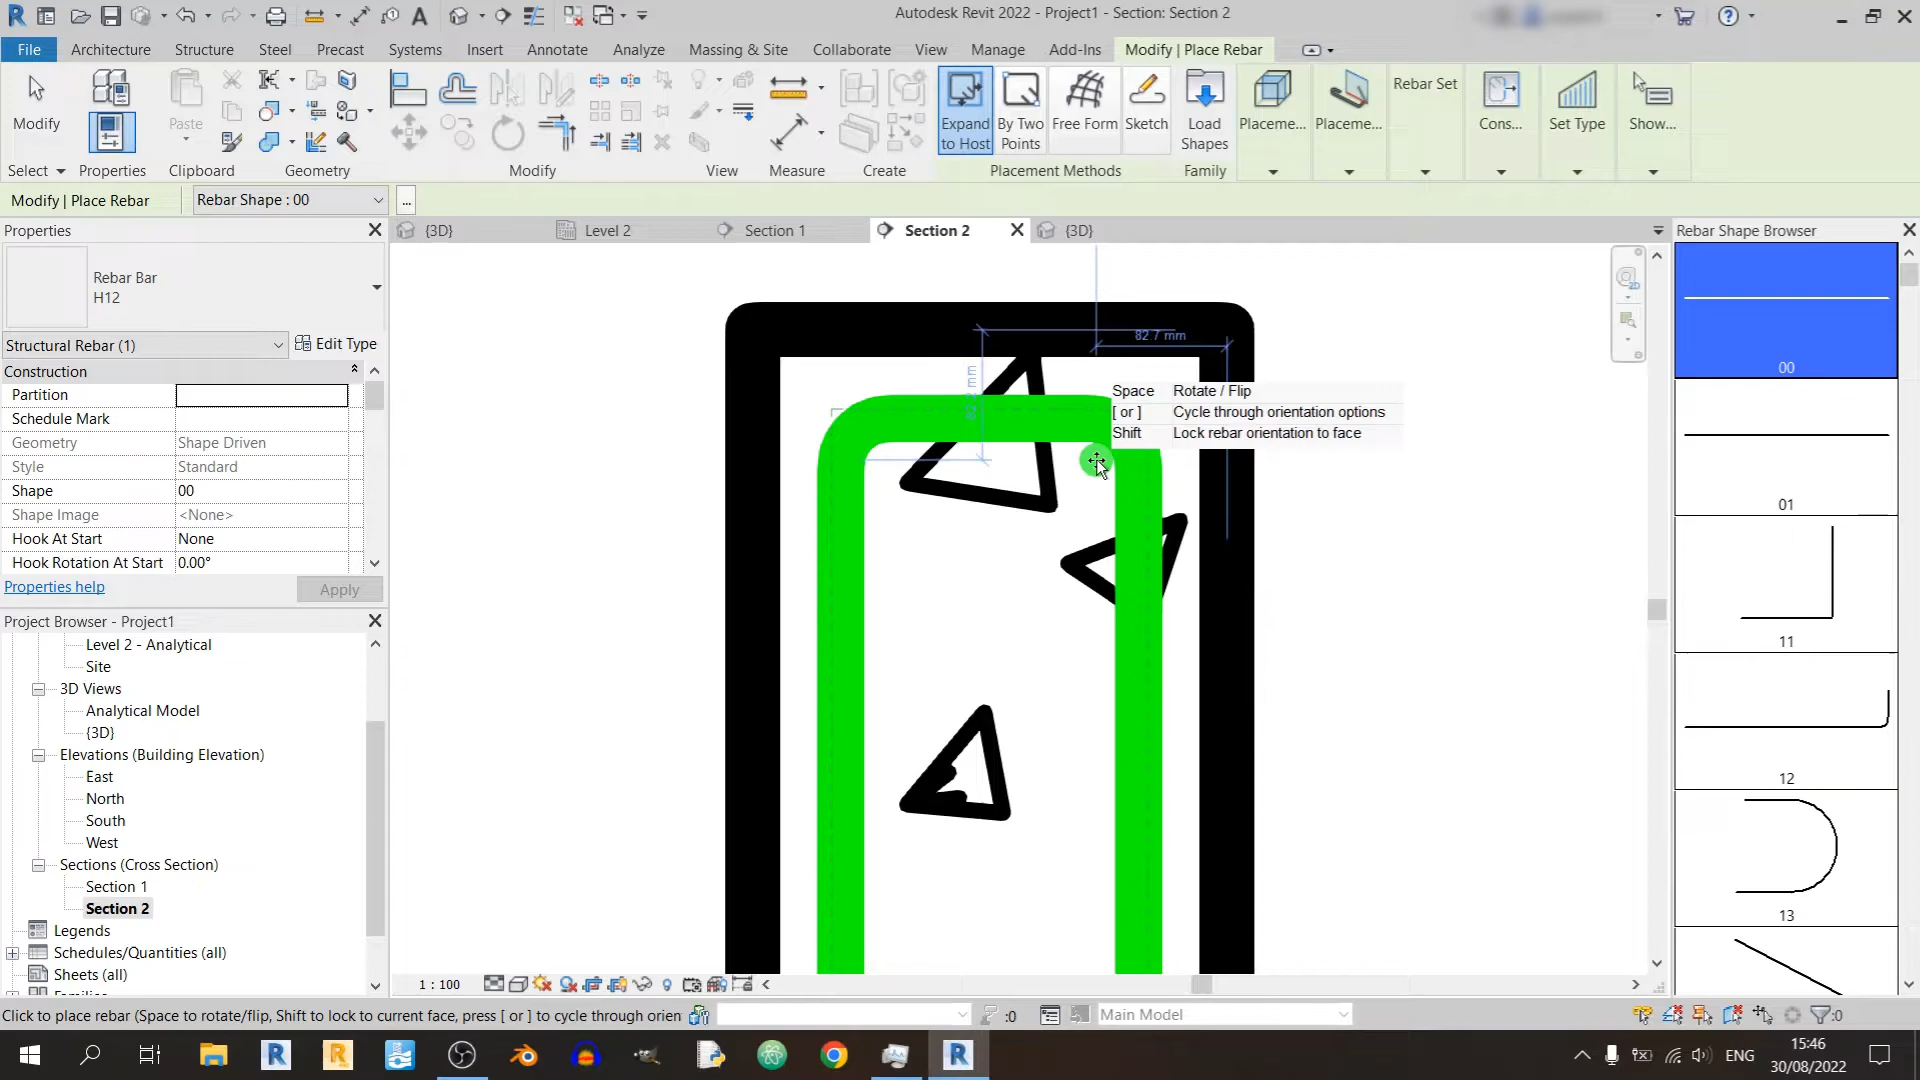 Autodesk Revit 2022 - Project1 - Section: Section 2
File Architecture Structure Steel Precast Systems Insert Annotate Analyze Massing & Site Collaborate View Manage Add-Ins Modify | Place Rebar
Modify
Paste
Expand to Host
By Two Points
Free Form
Sketch
Load Shapes
Placeme...
Placeme...
Rebar Set
Cons...
Set Type
Show...
Select Properties Clipboard Geometry Modify View Measure Create Placement Methods Family
Modify | Place Rebar Rebar Shape : 00 ...
Properties
{3D} Level 2 Section 1 Section 2 {3D}
Rebar Shape Browser
Rebar Bar
H12
Structural Rebar (1) Edit Type
Construction
Partition
Schedule Mark
Geometry Shape Driven
Style Standard
Shape 00
Shape Image <None>
Hook At Start None
Hook Rotation At Start 0.00°
Properties help Apply
Project Browser - Project1
Level 2 - Analytical
Site
3D Views
Analytical Model
{3D}
Elevations (Building Elevation)
East
North
South
West
Sections (Cross Section)
Section 1
Section 2
Legends
Schedules/Quantities (all)
Sheets (all)
82.7 mm
Space Rotate / Flip
[ or ] Cycle through orientation options
Shift Lock rebar orientation to face
00
01
11
12
13
1 : 100
Click to place rebar (Space to rotate/flip, Shift to lock to current face, press [ or ] to cycle through orien
:0
Main Model
:0
ENG
15:46
30/08/2022